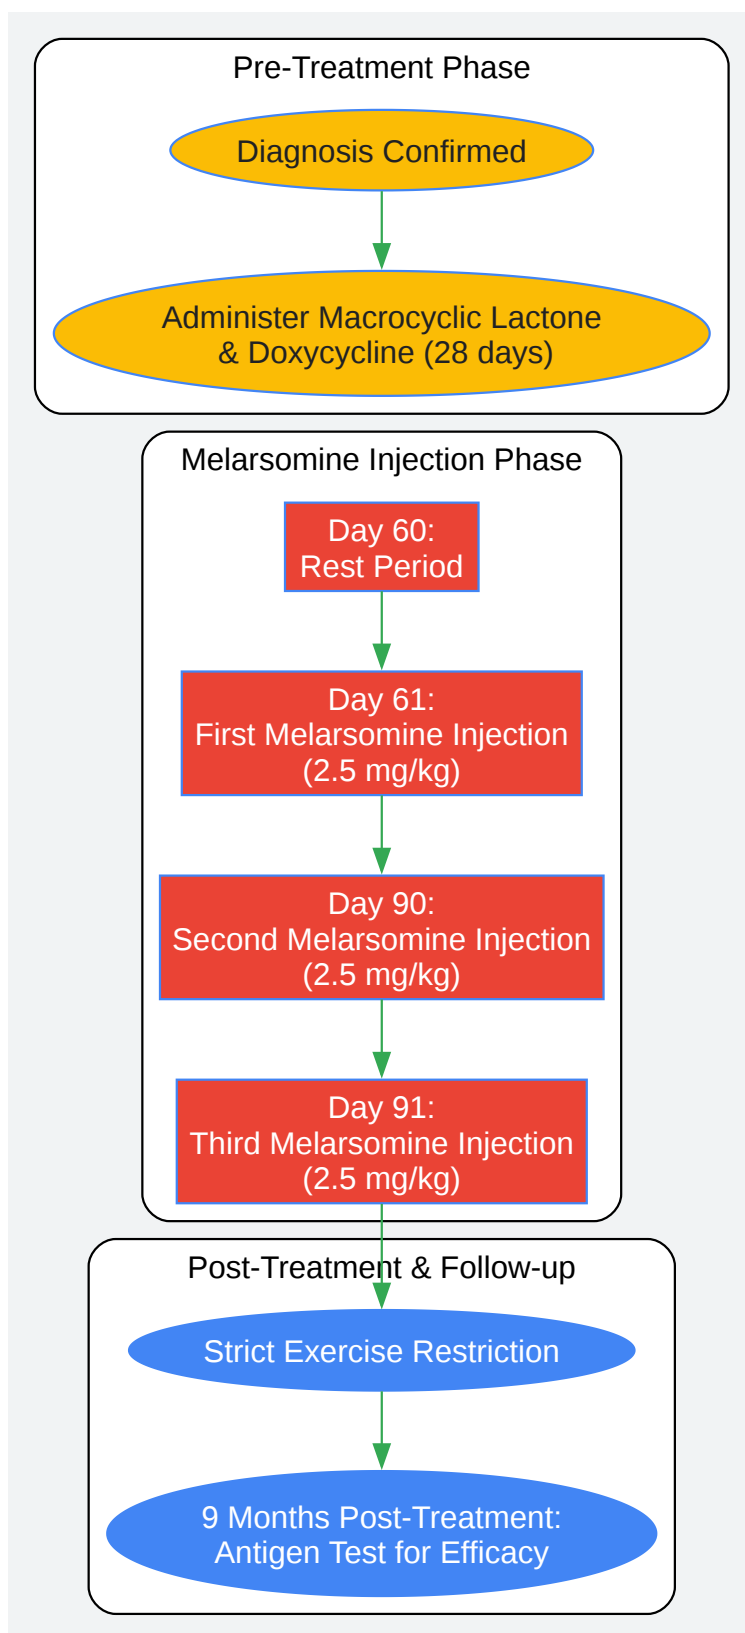 Pre-Treatment Phase
Diagnosis Confirmed
Administer Macrocyclic Lactone
& Doxycycline (28 days)
Melarsomine Injection Phase
Day 60:
Rest Period
Day 61:
First Melarsomine Injection
(2.5 mg/kg)
Day 90:
Second Melarsomine Injection
(2.5 mg/kg)
Day 91:
Third Melarsomine Injection
(2.5 mg/kg)
Post-Treatment & Follow-up
Strict Exercise Restriction
9 Months Post-Treatment:
Antigen Test for Efficacy